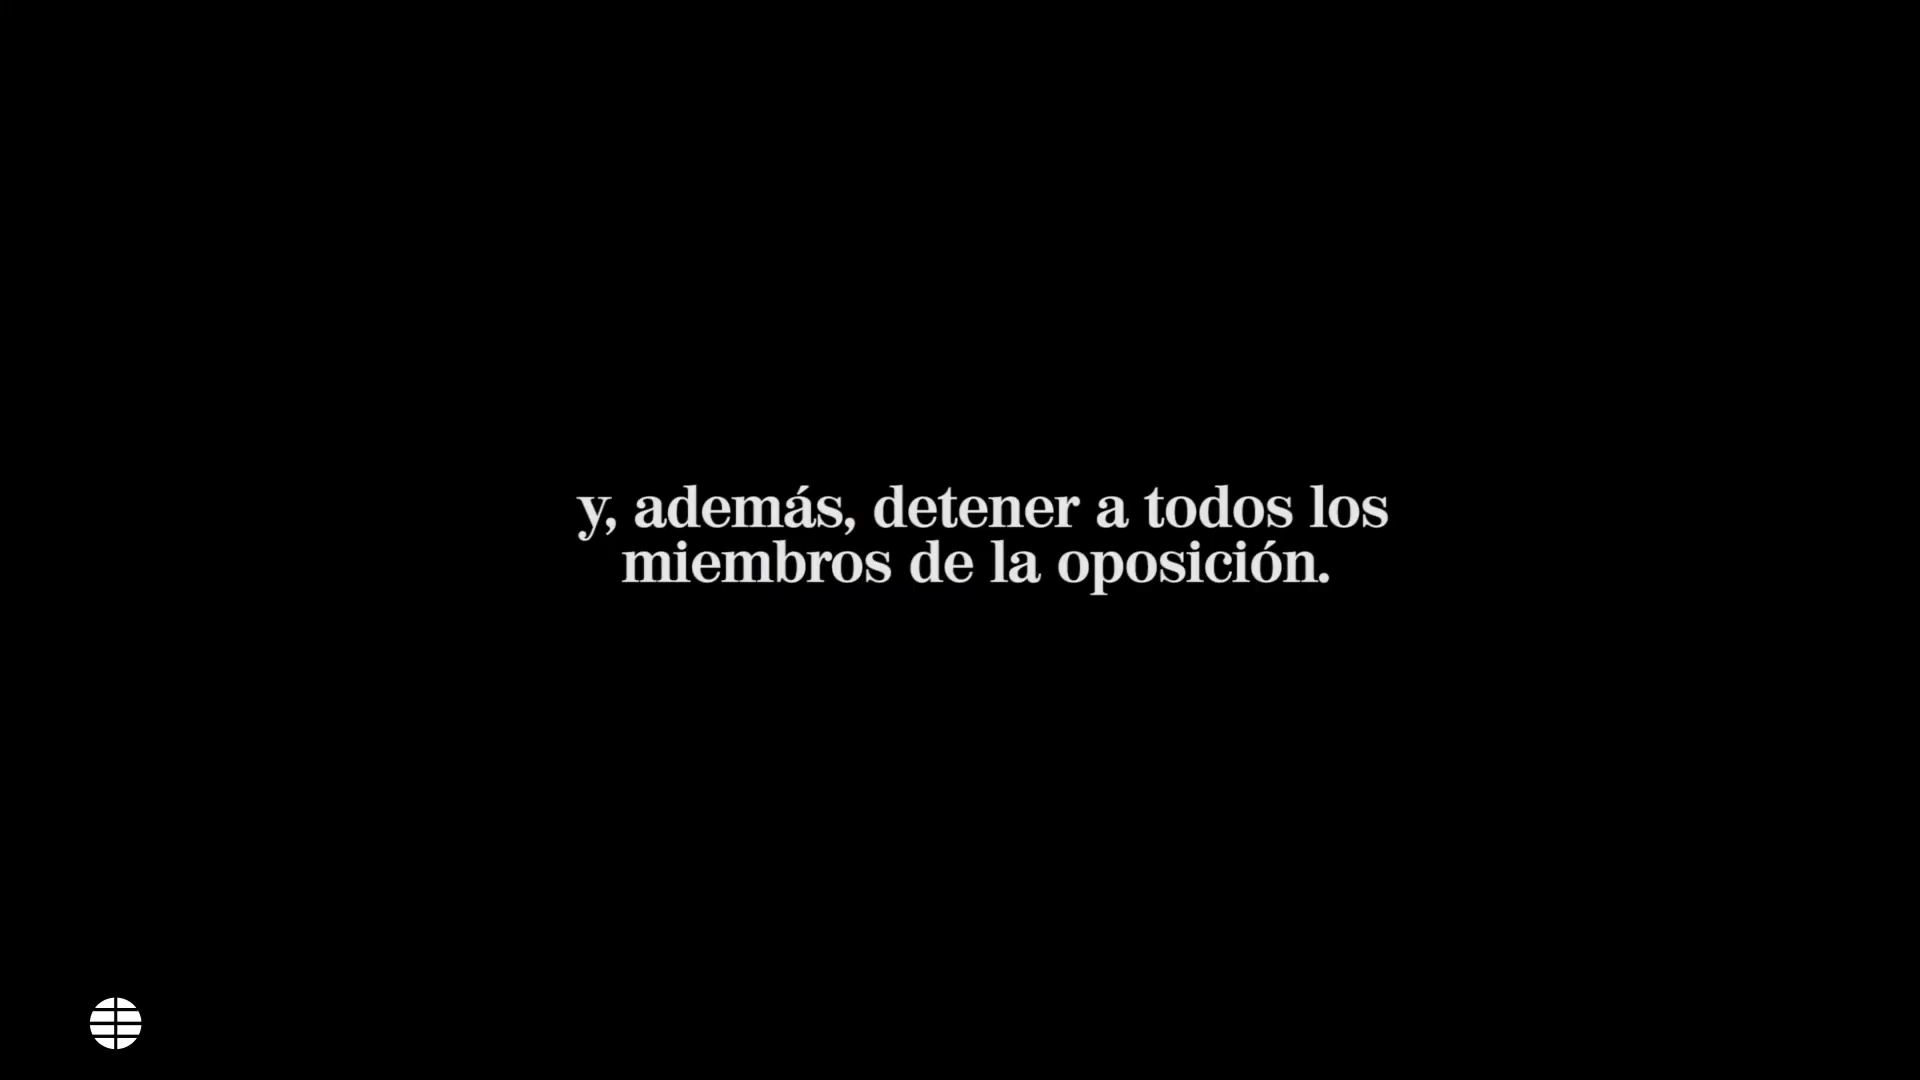 y, además, detener a todos los
miembros de la oposición.